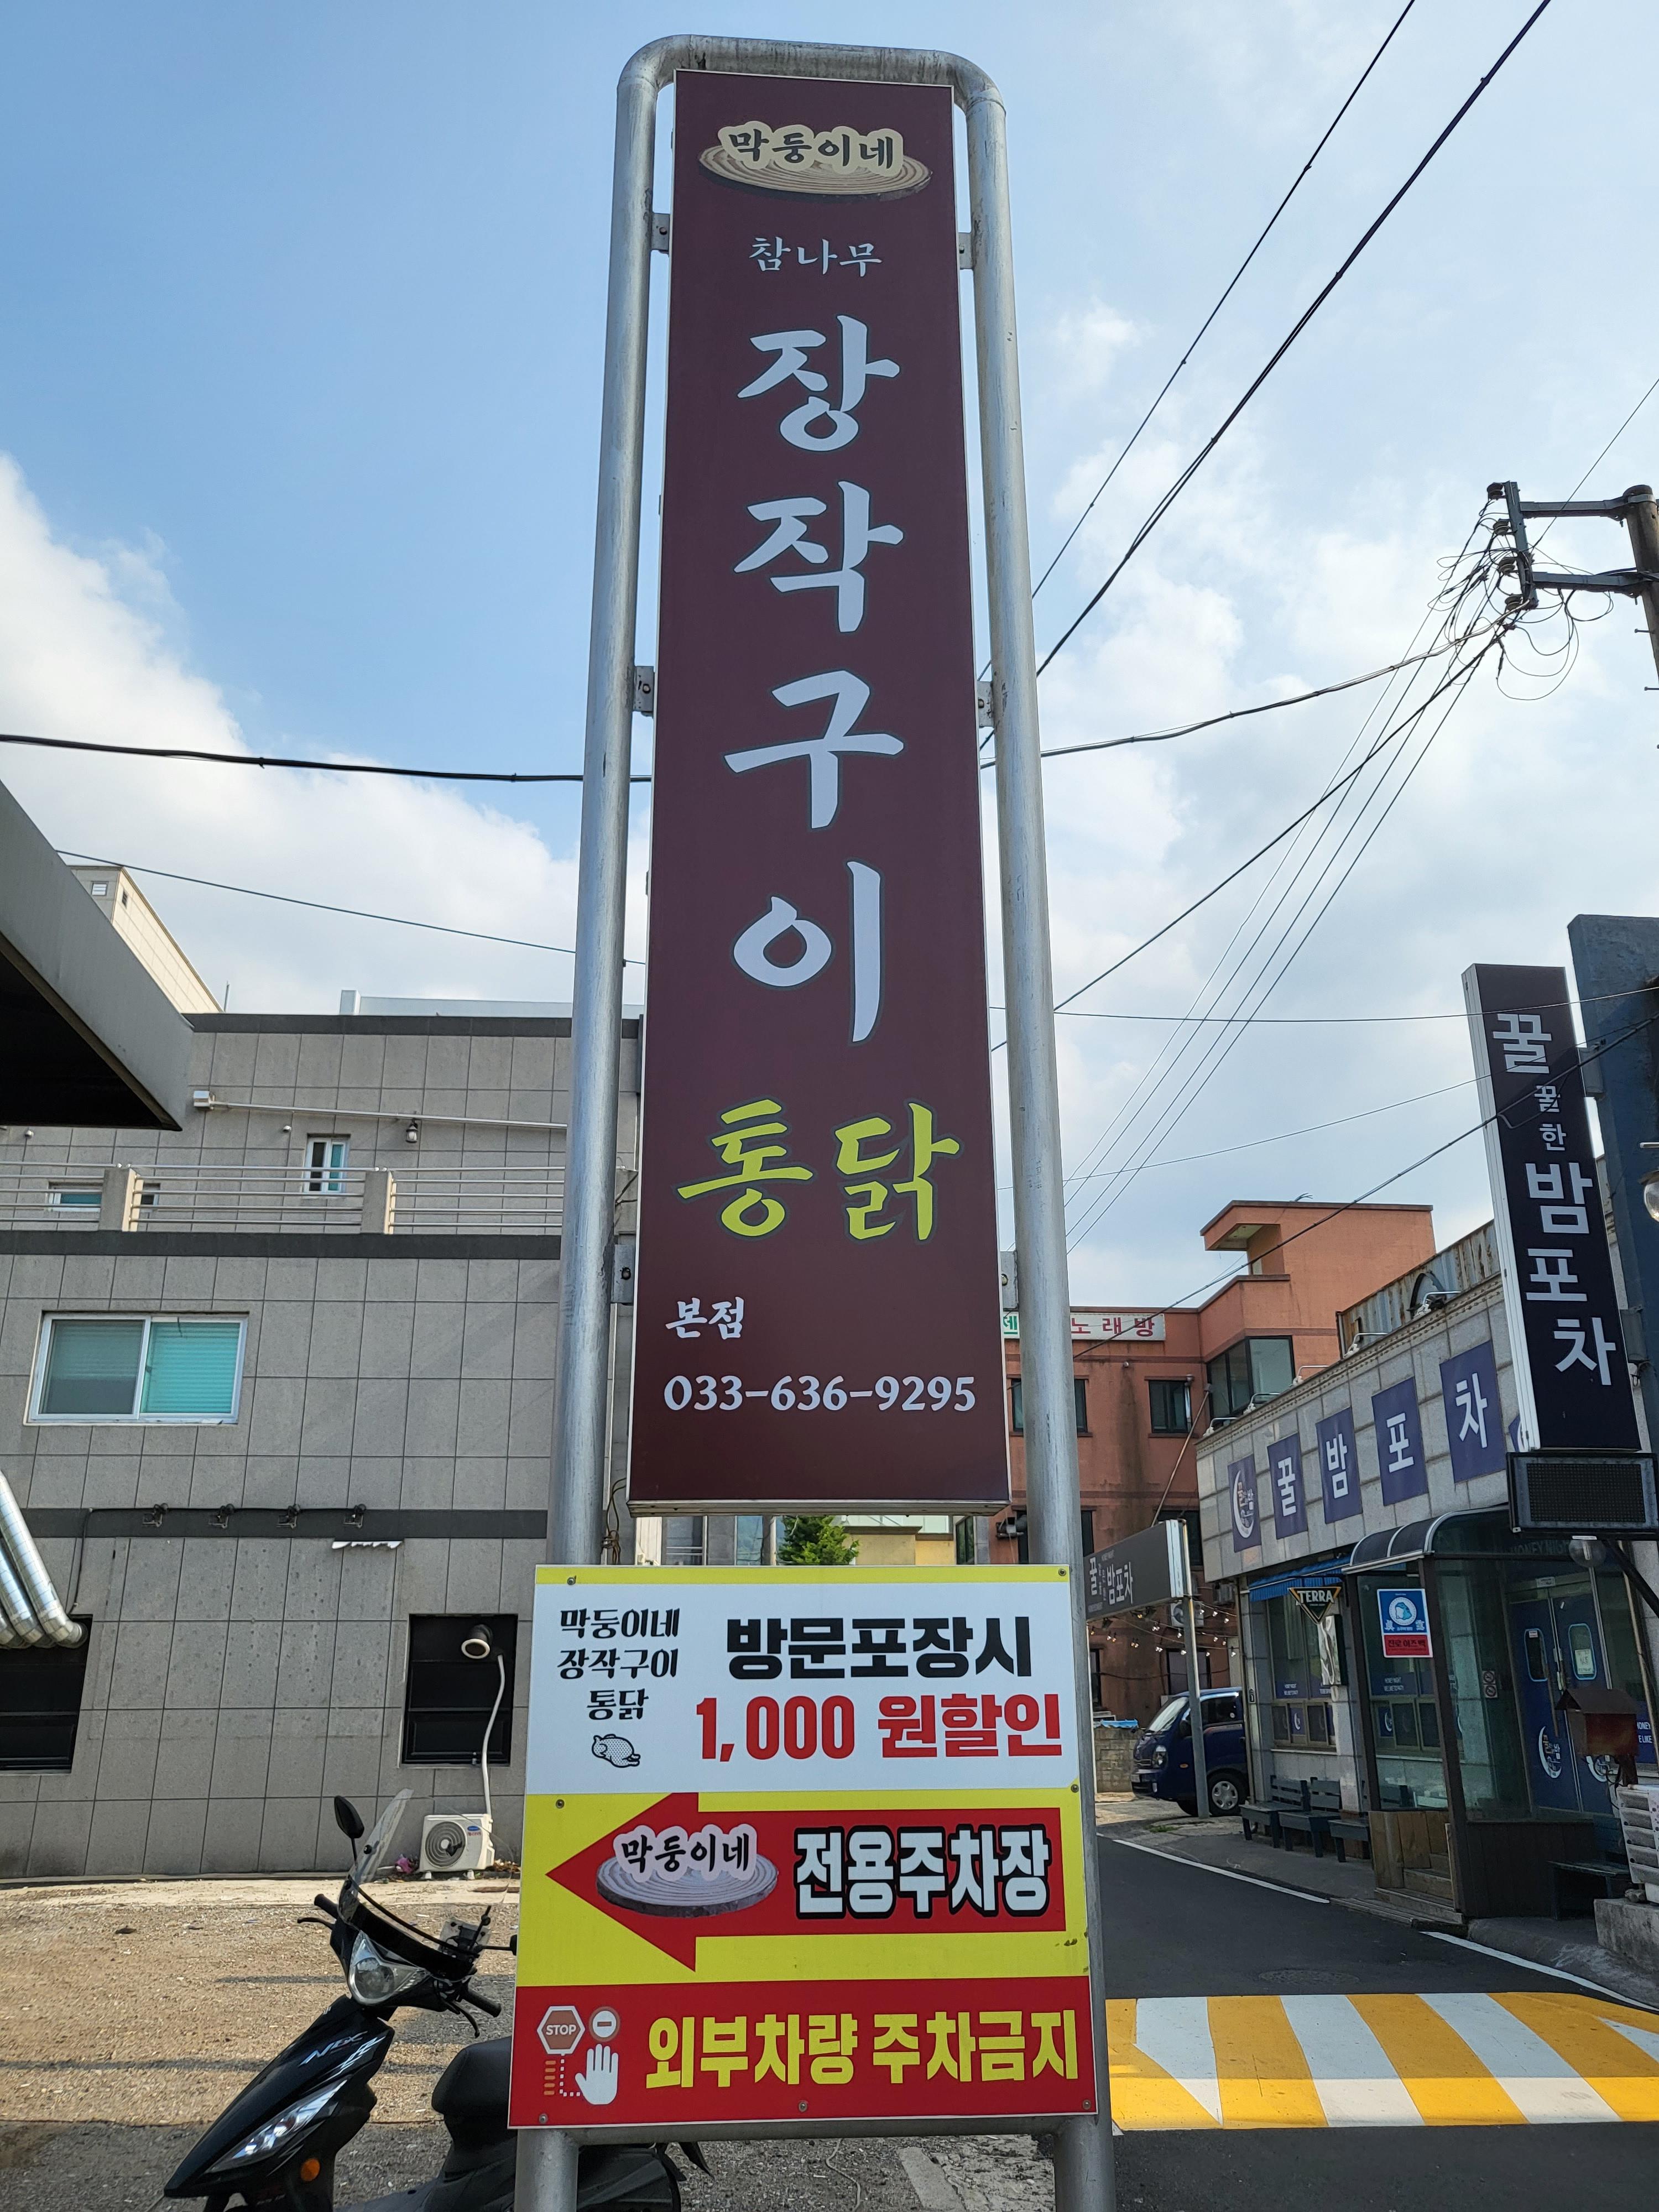 막둥이네
참나무
장작구이
통닭
본점
033-636-9295
막둥이네
장작구이
통닭
방문포장시
1,000 원할인
막둥이네
전용주차장
STOP
외부차량 주차금지
꿀꿀한밤포차
꿀밤포차
노래방
밤포차
TERRA